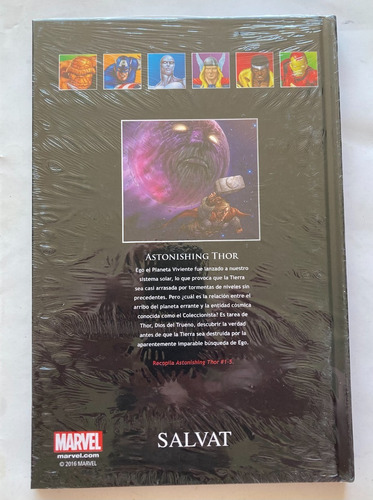 ASTONISHING THOR
Ego el Planeta Viviente fue lanzado a nuestro
sistema solar, lo que provoca que la Tierra
sea casi arrasada por tormentas de niveles sin
precedentes. Pero ¿cuál es la relación entre el
arribo del planeta errante y la entidad cósmica
conocida como el Coleccionista? Es tarea de
Thor, Dios del Trueno, descubrir la verdad
antes de que la Tierra sea destruida por la
aparentemente imparable búsqueda de Ego.
Recopila Astonishing Thor #1-5.
MARVEL
marvel.com
© 2016 MARVEL
SALVAT